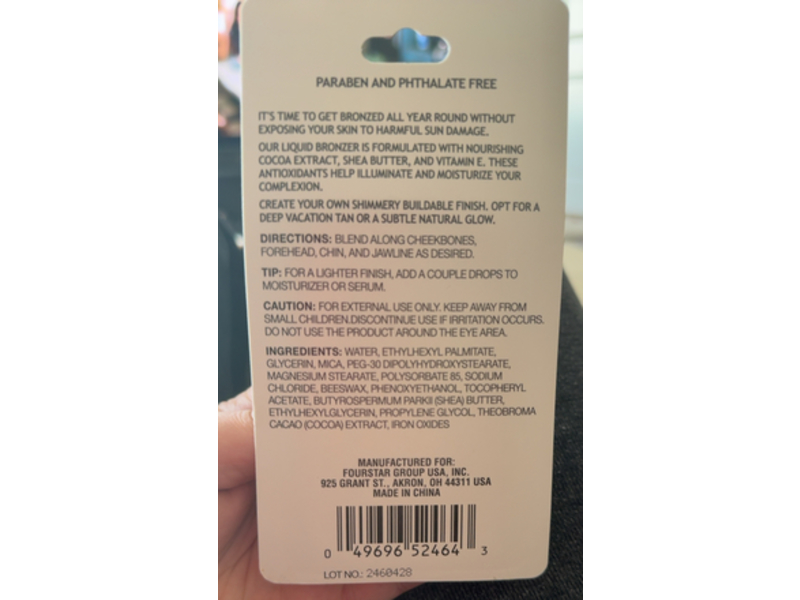 PARABEN AND PHTHALATE FREE
IT'S TIME TO GET BRONZED ALL YEAR ROUND WITHOUT
EXPOSING YOUR SKIN TO HARMFUL SUN DAMAGE.
OUR LIQUID BRONZER IS FORMULATED WITH NOURISHING
COCOA EXTRACT, SHEA BUTTER, AND VITAMIN E. THESE
ANTIOXIDANTS HELP ILLUMINATE AND MOISTURIZE YOUR
COMPLEXION.
CREATE YOUR OWN SHIMMERY BUILDABLE FINISH. OPT FOR A
DEEP VACATION TAN OR A SUBTLE NATURAL GLOW.
DIRECTIONS: BLEND ALONG CHEEKBONES,
FOREHEAD, CHIN, AND JAWLINE AS DESIRED.
TIP: FOR A LIGHTER FINISH, ADD A COUPLE DROPS TO
MOISTURIZER OR SERUM.
CAUTION: FOR EXTERNAL USE ONLY. KEEP AWAY FROM
SMALL CHILDREN.DISCONTINUE USE IF IRRITATION OCCURS.
DO NOT USE THE PRODUCT AROUND THE EYE AREA.
INGREDIENTS: WATER, ETHYLHEXYL PALMITATE,
GLYCERIN, MICA, PEG-30 DIPOLYHYDROXYSTEARATE,
MAGNESIUM STEARATE, POLYSORBATE 85, SODIUM
CHLORIDE, BEESWAX, PHENOXYETHANOL, TOCOPHERYL
ACETATE, BUTYROSPERMUM PARKII (SHEA) BUTTER,
ETHYLHEXYLGLYCERIN, PROPYLENE GLYCOL, THEOBROMA
CACAO (COCOA) EXTRACT, IRON OXIDES
MANUFACTURED FOR:
FOURSTAR GROUP USA, INC.
925 GRANT ST., AKRON, OH 44311 USA
MADE IN CHINA
0 49696 52464 3
LOT NO.: 2460428